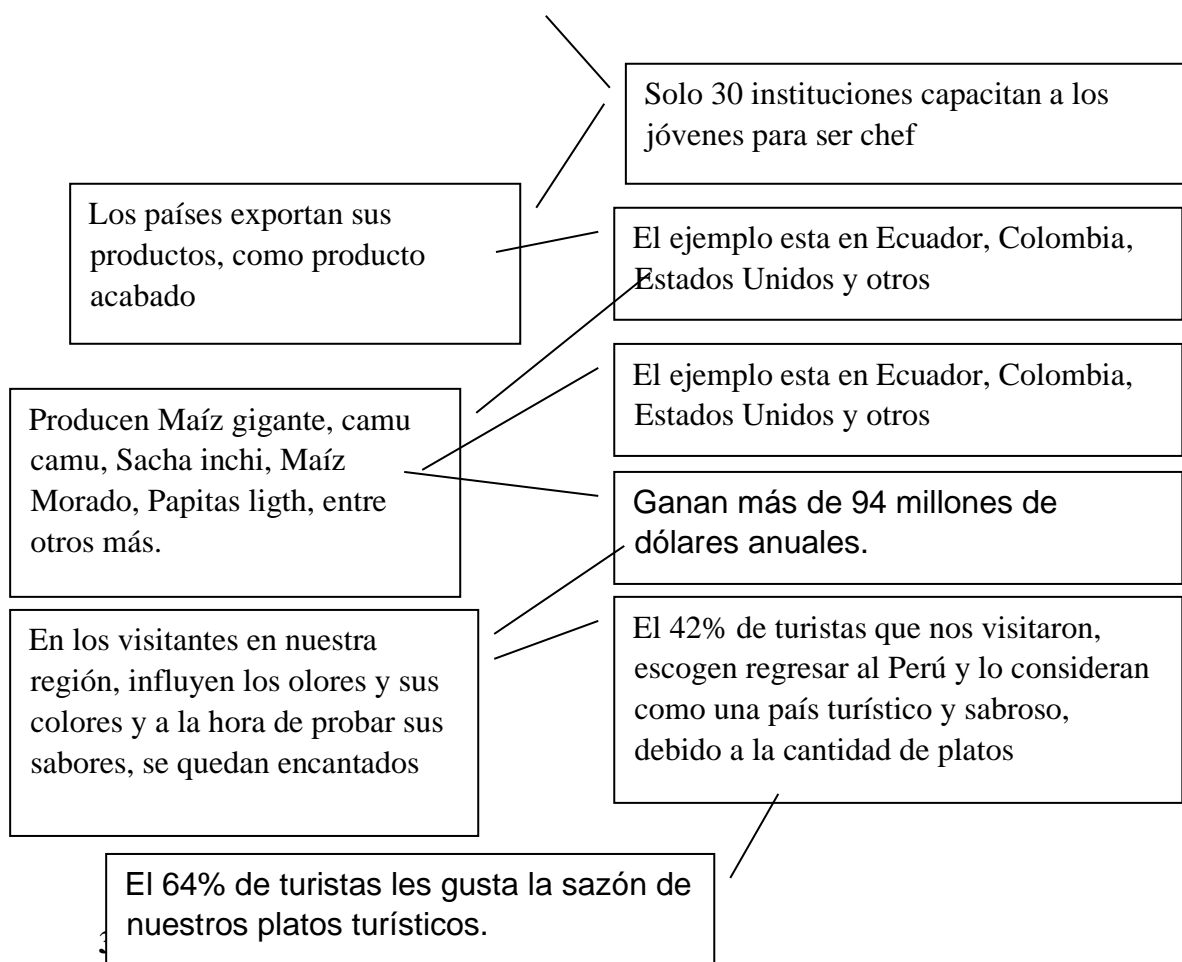 Solo 30 instituciones capacitan a los
jóvenes para ser chef
Los países exportan sus
productos, como producto
acabado
El ejemplo esta en Ecuador, Colombia,
Estados Unidos y otros
El ejemplo esta en Ecuador, Colombia,
Estados Unidos y otros
Producen Maíz gigante, camu
camu, Sacha inchi, Maíz
Morado, Papitas ligth, entre
otros más.
Ganan más de 94 millones de
dólares anuales.
En los visitantes en nuestra
región, influyen los olores y sus
colores y a la hora de probar sus
sabores, se quedan encantados
El 42% de turistas que nos visitaron,
escogen regresar al Perú y lo consideran
como una país turístico y sabroso,
debido a la cantidad de platos
El 64% de turistas les gusta la sazón de
nuestros platos turísticos.